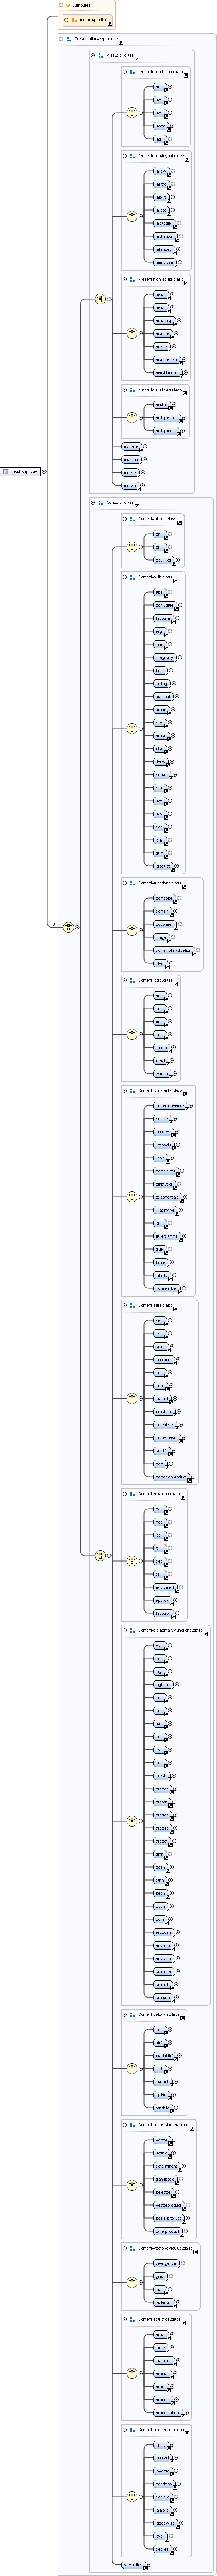 Attributes
msubsup.attlist
Presentation-expr.class
PresExpr.class
Presentation-token.class
mi
mo
mn
mtext
ms
Presentation-layout.class
mrow
mfrac
msqrt
mroot
mpadded
mphantom
mfenced
menclose
Presentation-script.class
msub
msup
msubsup
munder
mover
munderover
mmultiscripts
Presentation-table.class
mtable
maligngroup
malignmark
mspace
maction
merror
mstyle
msubsup.type
ContExpr.class
Content-tokens.class
cn
ci
csymbol
Content-arith.class
abs
conjugate
factorial
arg
real
imaginary
floor
ceiling
quotient
divide
rem
minus
plus
times
power
root
max
min
gcd
lcm
sum
product
Content-functions.class
compose
domain
codomain
image
domainofapplication
ident
3
Content-logic.class
and
or
xor
not
exists
forall
implies
Content-constants.class
naturalnumbers
primes
integers
rationals
reals
complexes
emptyset
exponentiale
imaginaryi
pi
eulergamma
true
false
infinity
notanumber
Content-sets.class
set
list
union
intersect
in
notin
subset
prsubset
notsubset
notprsubset
setdiff
card
cartesianproduct
Content-relations.class
eq
neq
leq
lt
geq
gt
equivalent
approx
factorof
Content-elementary-functions.class
exp
ln
log
logbase
sin
cos
tan
sec
csc
cot
arcsin
arccos
arctan
arcsec
arccsc
arccot
sinh
cosh
tanh
sech
csch
coth
arccosh
arccoth
arccsch
arcsech
arcsinh
arctanh
Content-calculus.class
int
diff
partialdiff
limit
lowlimit
uplimit
tendsto
Content-linear-algebra.class
vector
matrix
determinant
transpose
selector
vectorproduct
scalarproduct
outerproduct
Content-vector-calculus.class
divergence
grad
curl
laplacian
Content-statistics.class
mean
sdev
variance
median
mode
moment
momentabout
Content-constructs.class
apply
interval
inverse
condition
declare
lambda
piecewise
bvar
degree
semantics